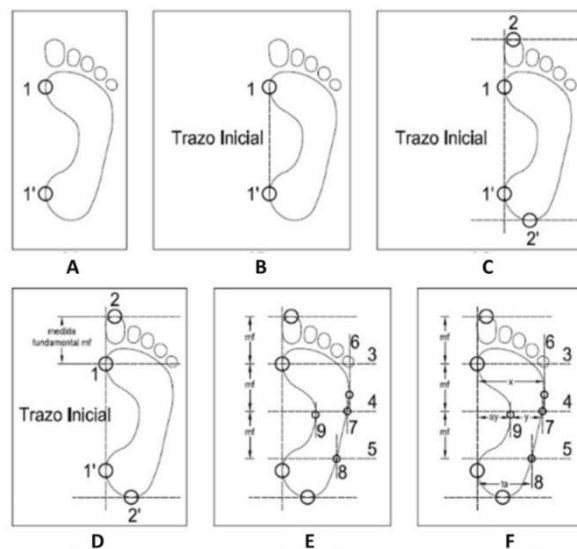 1
1'
A
1
Trazo Inicial
1'
B
2
1
Trazo Inicial
1'
2'
C
2
medida
fundamental mf
1
Trazo Inicial
1'
2'
D
mf
6
3
mf
4
9
7
mf
5
8
E
mf
6
3
mf
x
4
ay
y
9
7
mf
5
ta
8
F